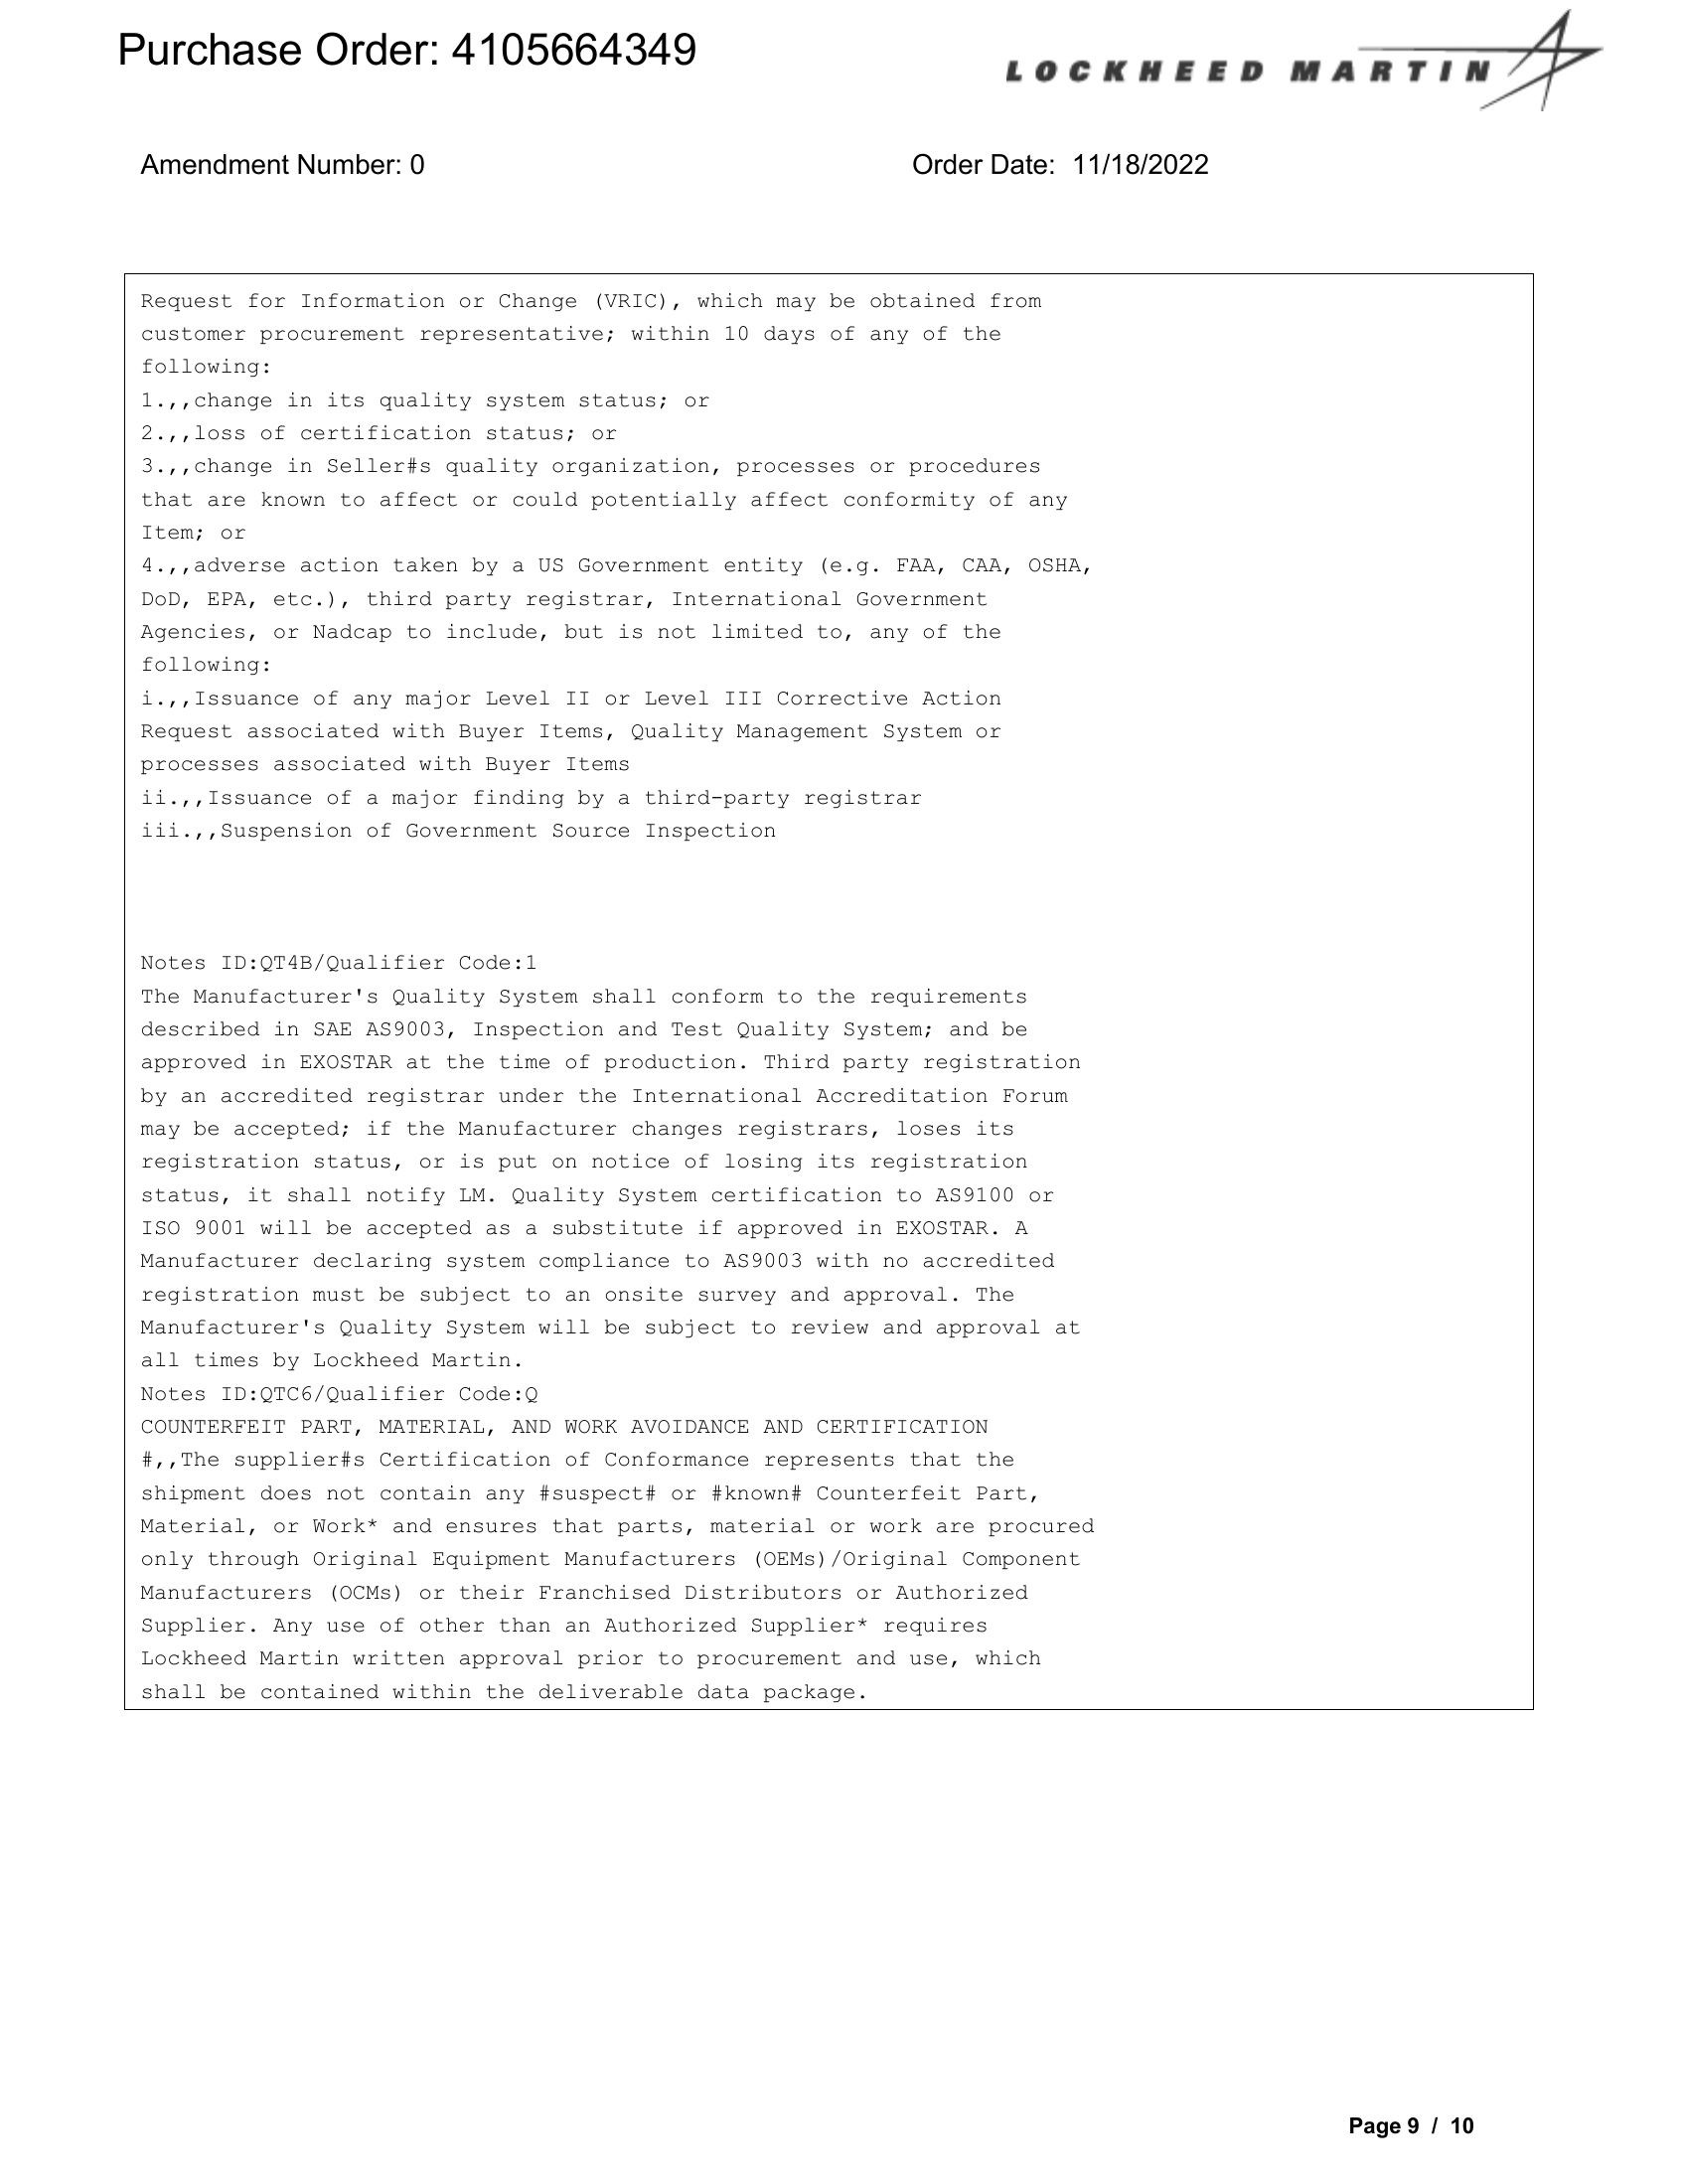 Purchase Order: 4105664349
LOCKHEED MARTIN
Amendment Number: 0
Order Date: 11/18/2022
Request for Information or Change (VRIC), which may be obtained from
customer procurement representative; within 10 days of any of the
following:
1.,,change in its quality system status; or
2.,,loss of certification status; or
3.,,change in Seller#s quality organization, processes or procedures
that are known to affect or could potentially affect conformity of any
Item; or
4.,,adverse action taken by a US Government entity (e.g. FAA, CAA, OSHA,
DoD, EPA, etc.), third party registrar, International Government
Agencies, or Nadcap to include, but is not limited to, any of the
following:
i.,,Issuance of any major Level II or Level III Corrective Action
Request associated with Buyer Items, Quality Management System or
processes associated with Buyer Items
ii.,,Issuance of a major finding by a third-party registrar
iii.,,Suspension of Government Source Inspection
Notes ID:QT4B/Qualifier Code:1
The Manufacturer's Quality System shall conform to the requirements
described in SAE AS9003, Inspection and Test Quality System; and be
approved in EXOSTAR at the time of production. Third party registration
by an accredited registrar under the International Accreditation Forum
may be accepted; if the Manufacturer changes registrars, loses its
registration status, or is put on notice of losing its registration
status, it shall notify LM. Quality System certification to AS9100 or
ISO 9001 will be accepted as a substitute if approved in EXOSTAR. A
Manufacturer declaring system compliance to AS9003 with no accredited
registration must be subject to an onsite survey and approval. The
Manufacturer's Quality System will be subject to review and approval at
all times by Lockheed Martin.
Notes ID:QTC6/Qualifier Code:Q
COUNTERFEIT PART, MATERIAL, AND WORK AVOIDANCE AND CERTIFICATION
#,,The supplier#s Certification of Conformance represents that the
shipment does not contain any #suspect# or #known# Counterfeit Part,
Material, or Work* and ensures that parts, material or work are procured
only through Original Equipment Manufacturers (OEMs)/Original Component
Manufacturers (OCMs) or their Franchised Distributors or Authorized
Supplier. Any use of other than an Authorized Supplier* requires
Lockheed Martin written approval prior to procurement and use, which
shall be contained within the deliverable data package.
Page 9 / 10